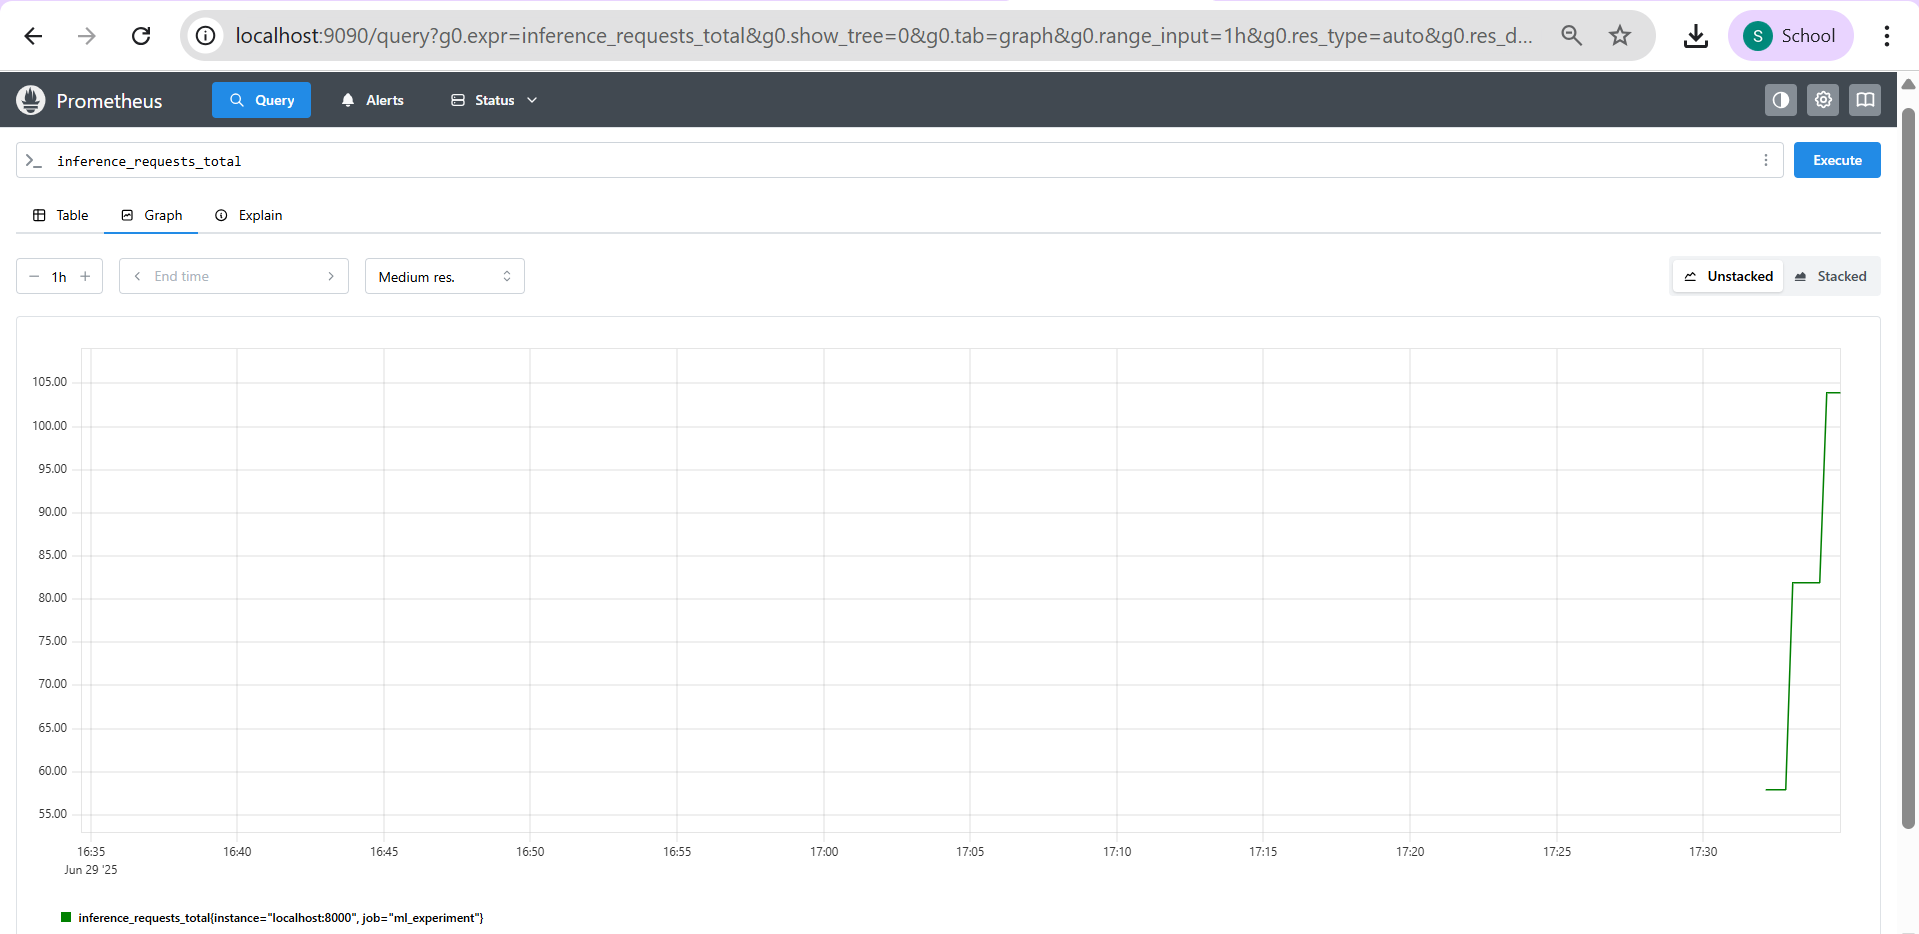 localhost:9090/query?g0.expr=inference_requests_total&g0.show_tree=0&g0.tab=graph&g0.range_input=1h&g0.res_type=auto&g0.res_d...
S School
Prometheus Query Alerts Status
>_ inference_requests_total Execute
Table Graph Explain
− 1h + < End time > Medium res. Unstacked Stacked
105.00
100.00
95.00
90.00
85.00
80.00
75.00
70.00
65.00
60.00
55.00
16:35 16:40 16:45 16:50 16:55 17:00 17:05 17:10 17:15 17:20 17:25 17:30
Jun 29 '25
inference_requests_total{instance="localhost:8000", job="ml_experiment"}